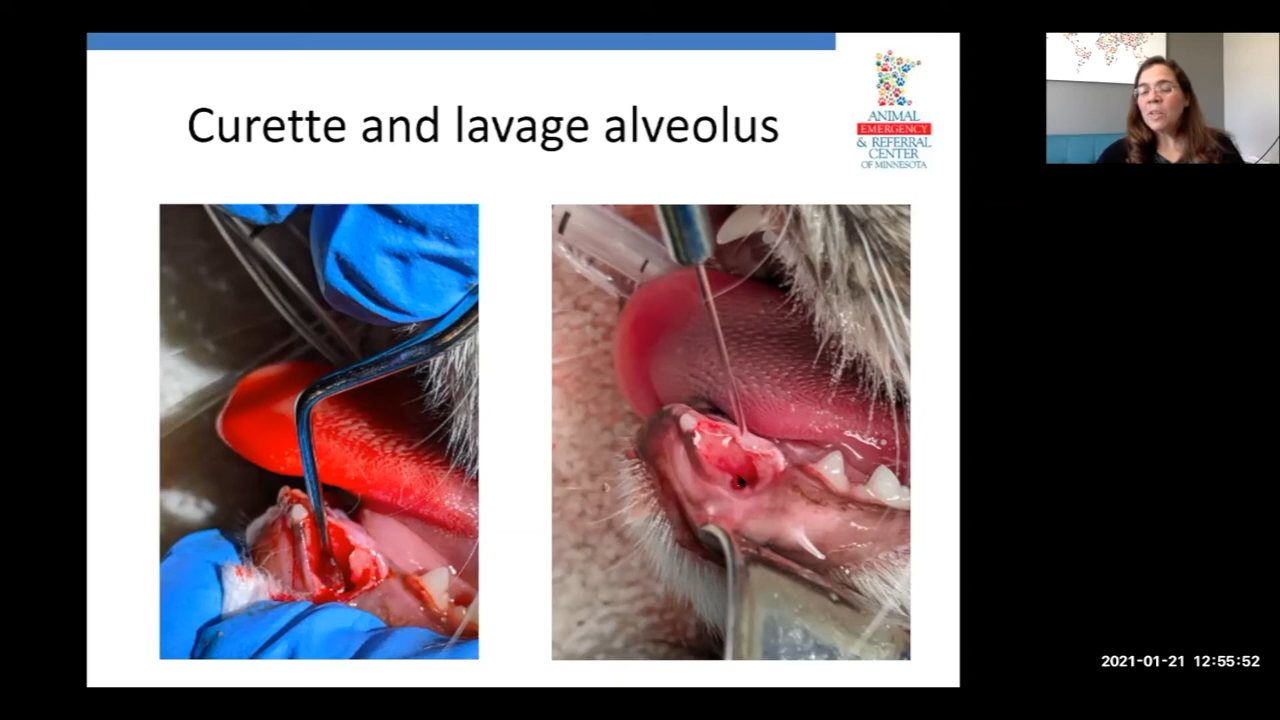 Curette and lavage alveolus
ANIMAL
EMERGENCY
& REFERRAL
CENTER
OF MINNESOTA
2021-01-21 12:55:52